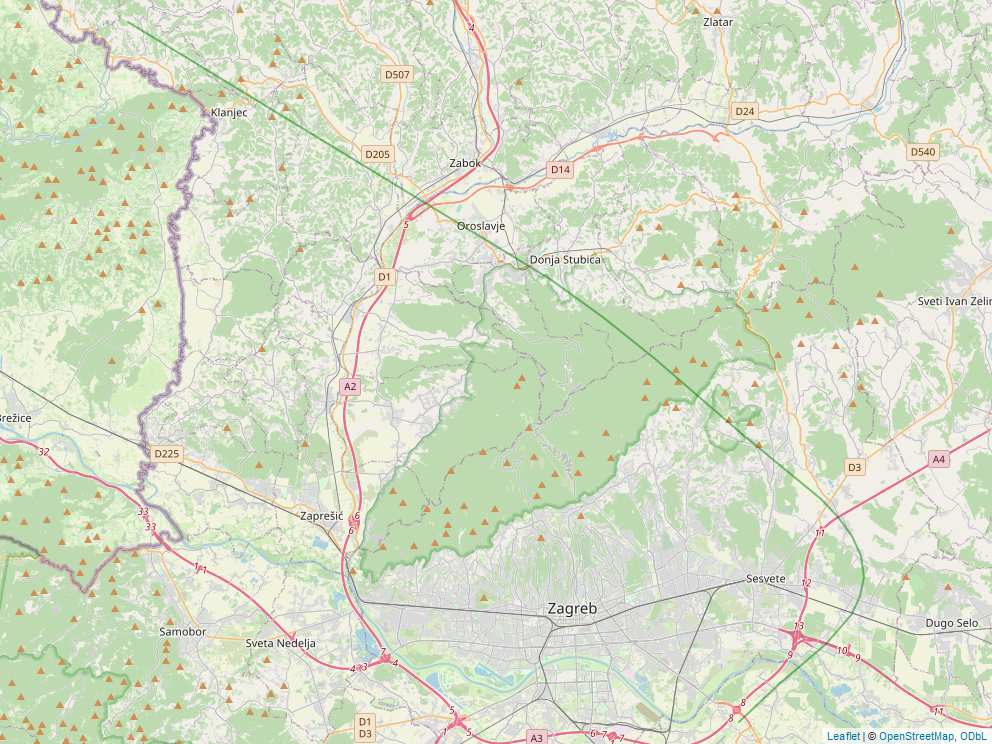 4
Zlatar
D507
Klanjec
D24
D205
D540
Zabok
D14
5
Oroslavje
Donja Stubica
D1
Sveti Ivan Zelin
A2
Brežice
32
D225
A4
D3
33
33
Zaprešić
6
6
11
1
1
Sesvete
12
Zagreb
Dugo Selo
13
Samobor
Sveta Nedelja
9
10
9
7
4
4
3
8
8
5
11
1
5
D1
D3
A3
6
7
7
Leaflet | © OpenStreetMap, ODbL